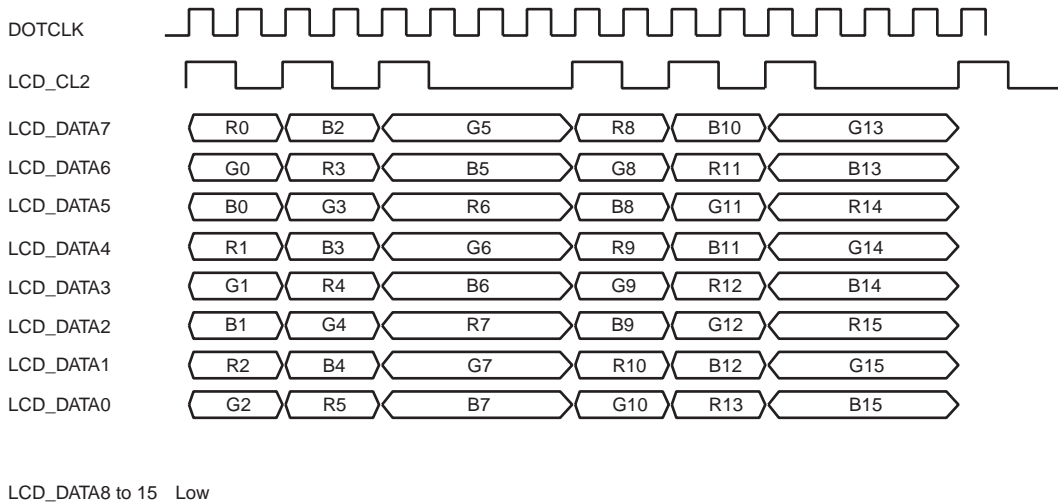 DOTCLK
LCD_CL2
LCD_DATA7 R0 B2 G5 R8 B10 G13
LCD_DATA6 G0 R3 B5 G8 R11 B13
LCD_DATA5 B0 G3 R6 B8 G11 R14
LCD_DATA4 R1 B3 G6 R9 B11 G14
LCD_DATA3 G1 R4 B6 G9 R12 B14
LCD_DATA2 B1 G4 R7 B9 G12 R15
LCD_DATA1 R2 B4 G7 R10 B12 G15
LCD_DATA0 G2 R5 B7 G10 R13 B15
LCD_DATA8 to 15 Low